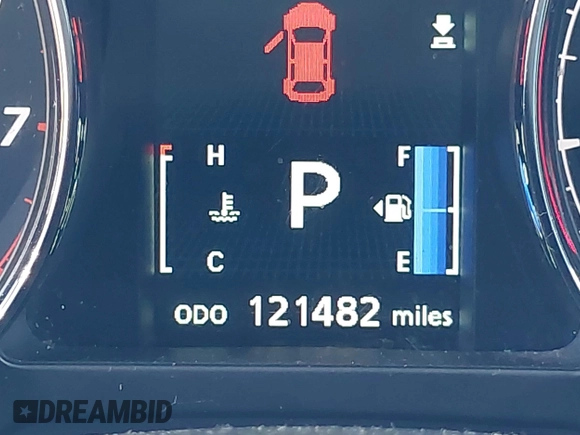 7
H F
P
C E
ODO 121482 miles
DREAMBID